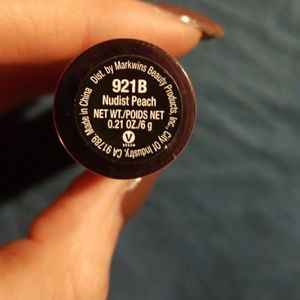 Dist. by Markwins Beauty Products, Inc. City Of Industry, CA 91789. Made in China
921B
Nudist Peach
NET WT./POIDS NET
0.21 OZ./6 g
V
VEGAN